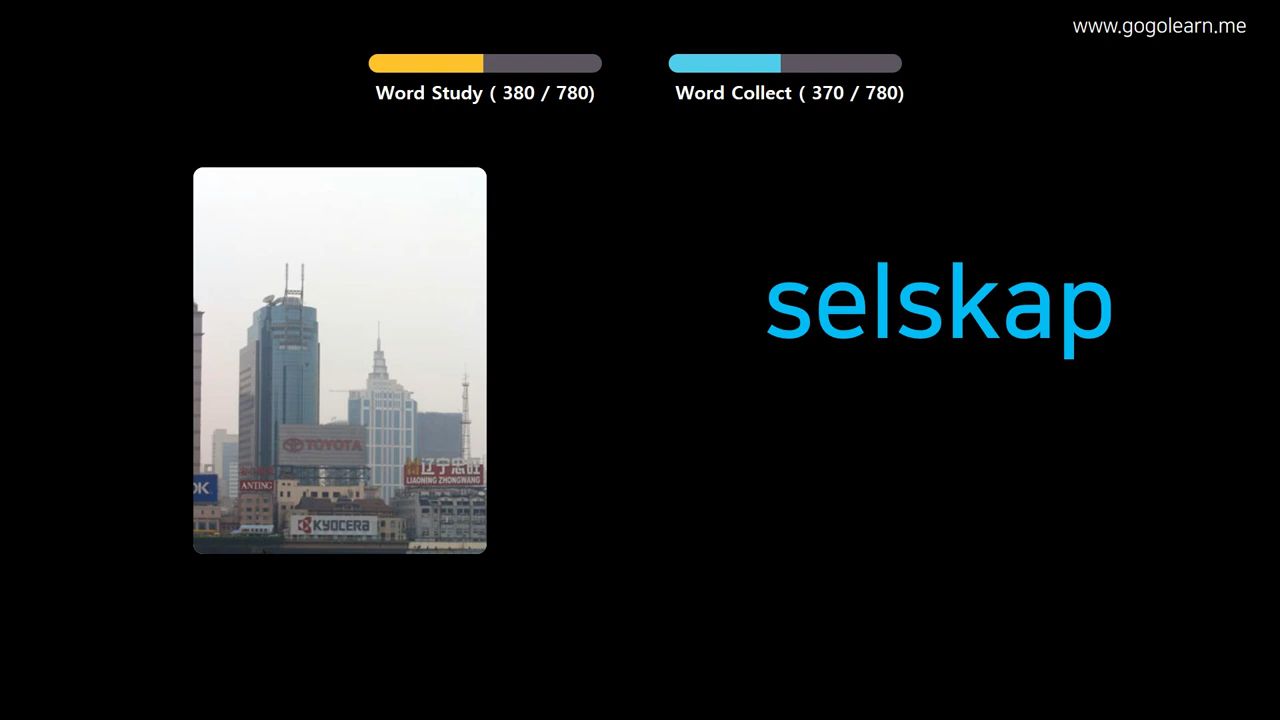 www.gogolearn.me
Word Study ( 380 / 780)
Word Collect ( 370 / 780)
selskap
TOYOTA
辽宁忠旺
LIAONING ZHONGWANG
OK
ANTING
KYOCERA